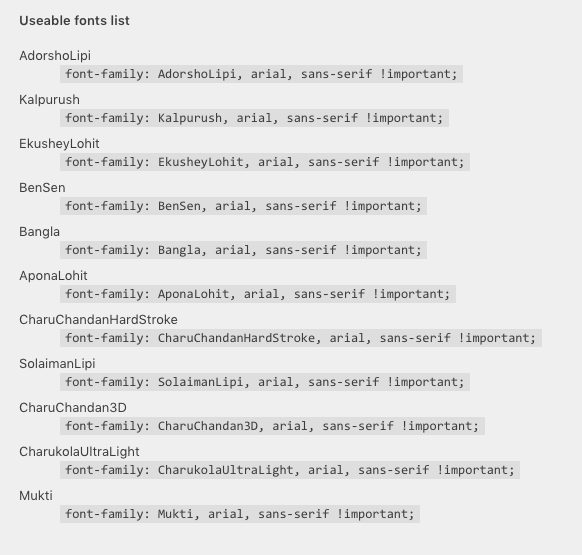 Useable fonts list
AdorshoLipi
font-family: AdorshoLipi, arial, sans-serif !important;
Kalpurush
font-family: Kalpurush, arial, sans-serif !important;
EkusheyLohit
font-family: EkusheyLohit, arial, sans-serif !important;
BenSen
font-family: BenSen, arial, sans-serif !important;
Bangla
font-family: Bangla, arial, sans-serif !important;
AponaLohit
font-family: AponaLohit, arial, sans-serif !important;
CharuChandanHardStroke
font-family: CharuChandanHardStroke, arial, sans-serif !important;
SolaimanLipi
font-family: SolaimanLipi, arial, sans-serif !important;
CharuChandan3D
font-family: CharuChandan3D, arial, sans-serif !important;
CharukolaUltraLight
font-family: CharukolaUltraLight, arial, sans-serif !important;
Mukti
font-family: Mukti, arial, sans-serif !important;